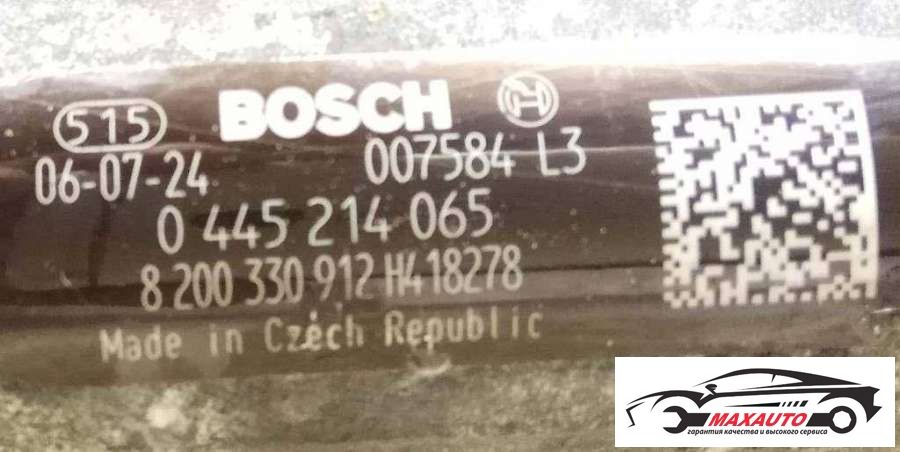 515
BOSCH
06-07-24
007584 L3
0 445 214 065
8 200 330 912 H418278
Made in Czech Republic
MAXAUTO
гарантия качества и высокого сервиса